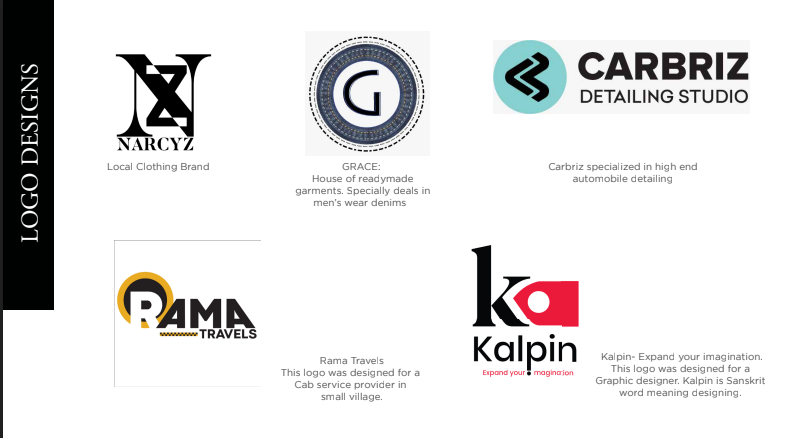 LOGO DESIGNS
NZ
NARCYZ
Local Clothing Brand
G
GRACE:
House of readymade
garments. Specially deals in
men's wear denims
CARBRIZ
DETAILING STUDIO
Carbriz specialized in high end
automobile detailing
RAMA
TRAVELS
Rama Travels
This logo was designed for a
Cab service provider in
small village.
k
Kalpin
Expand your imagination
Kalpin- Expand your imagination.
This logo was designed for a
Graphic designer. Kalpin is Sanskrit
word meaning designing.